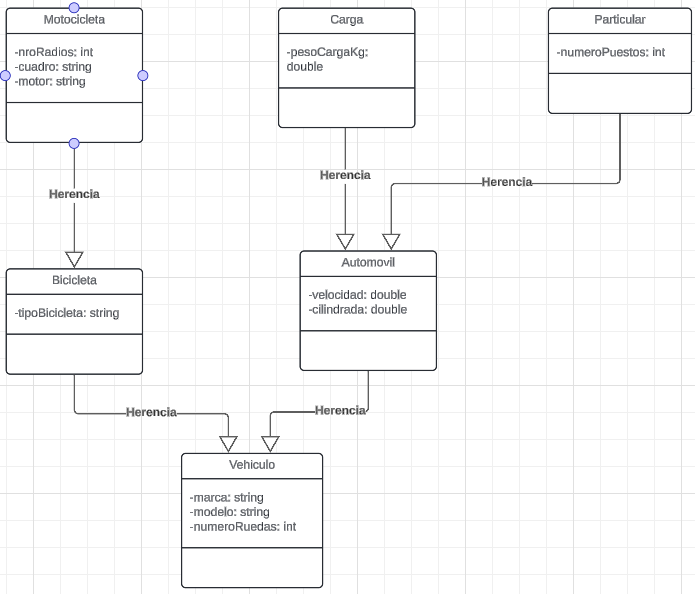 Motocicleta
-nroRadios: int
-cuadro: string
-motor: string
Carga
-pesoCargaKg:
double
Particular
-numeroPuestos: int
Herencia
Herencia
Herencia
Bicicleta
-tipoBicicleta: string
Automovil
-velocidad: double
-cilindrada: double
Herencia
Herencia
Vehiculo
-marca: string
-modelo: string
-numeroRuedas: int